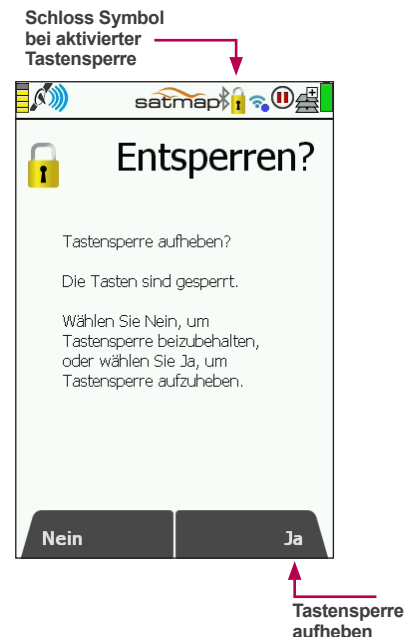 Schloss Symbol
bei aktivierter
Tastensperre
satmap
Entsperren?
Tastensperre aufheben?
Die Tasten sind gesperrt.
Wählen Sie Nein, um
Tastensperre beizubehalten,
oder wählen Sie Ja, um
Tastensperre aufzuheben.
Nein Ja
Tastensperre
aufheben